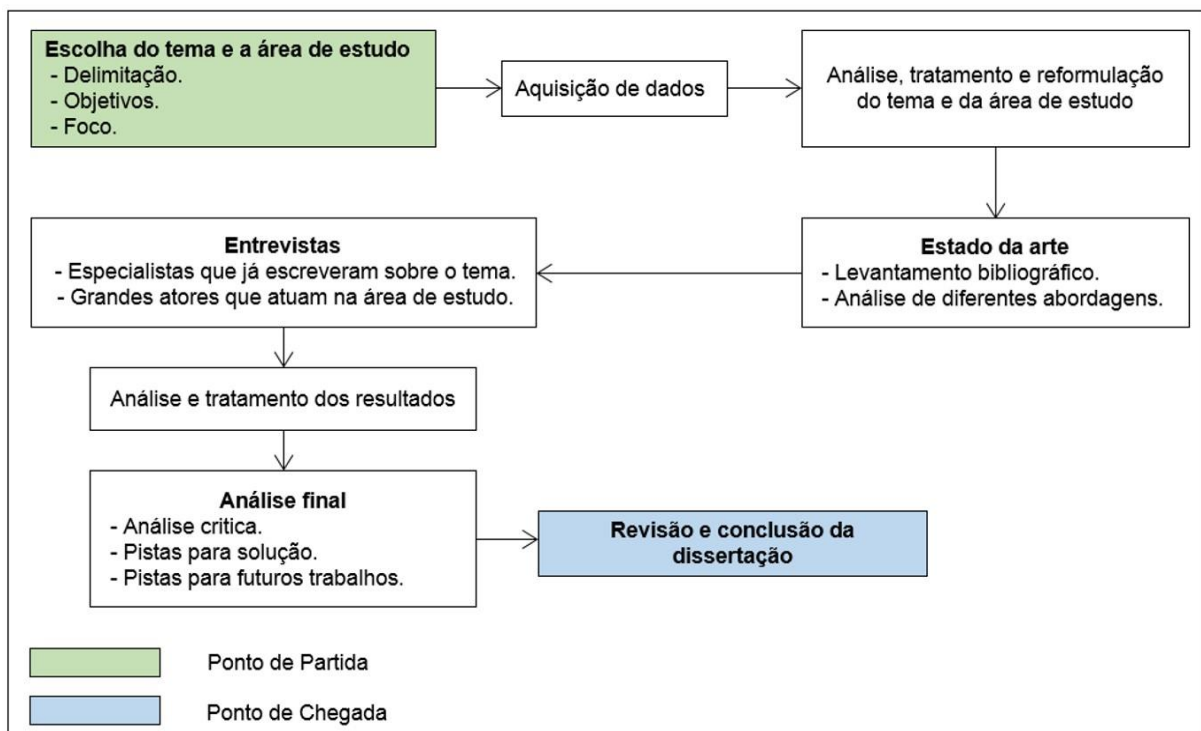 Escolha do tema e a área de estudo
- Delimitação.
- Objetivos.
- Foco.
Aquisição de dados
Análise, tratamento e reformulação
do tema e da área de estudo
Estado da arte
- Levantamento bibliográfico.
- Análise de diferentes abordagens.
Entrevistas
- Especialistas que já escreveram sobre o tema.
- Grandes atores que atuam na área de estudo.
Análise e tratamento dos resultados
Análise final
- Análise critica.
- Pistas para solução.
- Pistas para futuros trabalhos.
Revisão e conclusão da
dissertação
Ponto de Partida
Ponto de Chegada